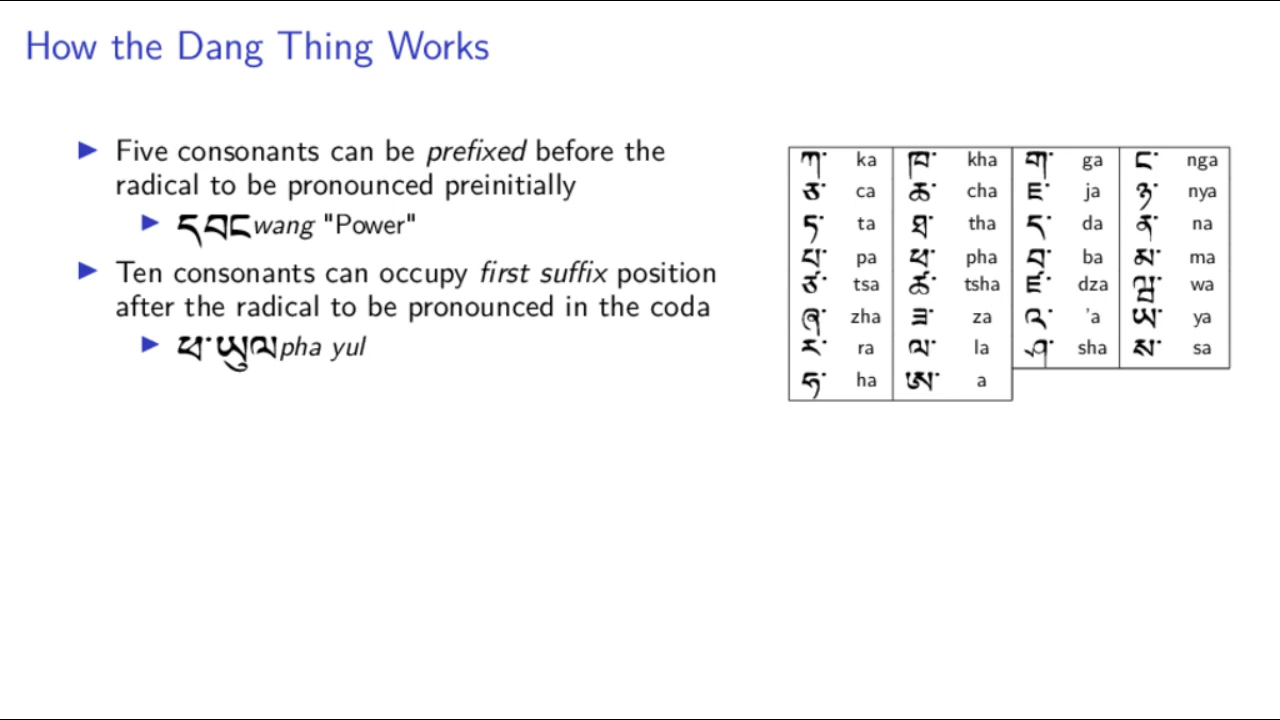 How the Dang Thing Works
▶ Five consonants can be prefixed before the
radical to be pronounced preinitially
▶ དབང wang "Power"
▶ Ten consonants can occupy first suffix position
after the radical to be pronounced in the coda
▶ ཕ་ཡུལ pha yul
ཀ་ ka ཁ་ kha ག་ ga ང་ nga
ཅ་ ca ཆ་ cha ཇ་ ja ཉ་ nya
ཏ་ ta ཐ་ tha ད་ da ན་ na
པ་ pa ཕ་ pha བ་ ba མ་ ma
ཙ་ tsa ཚ་ tsha ཛ་ dza ཝ་ wa
ཞ་ zha ཟ་ za འ་ 'a ཡ་ ya
ར་ ra ལ་ la ཤ་ sha ས་ sa
ཧ་ ha ཨ་ a